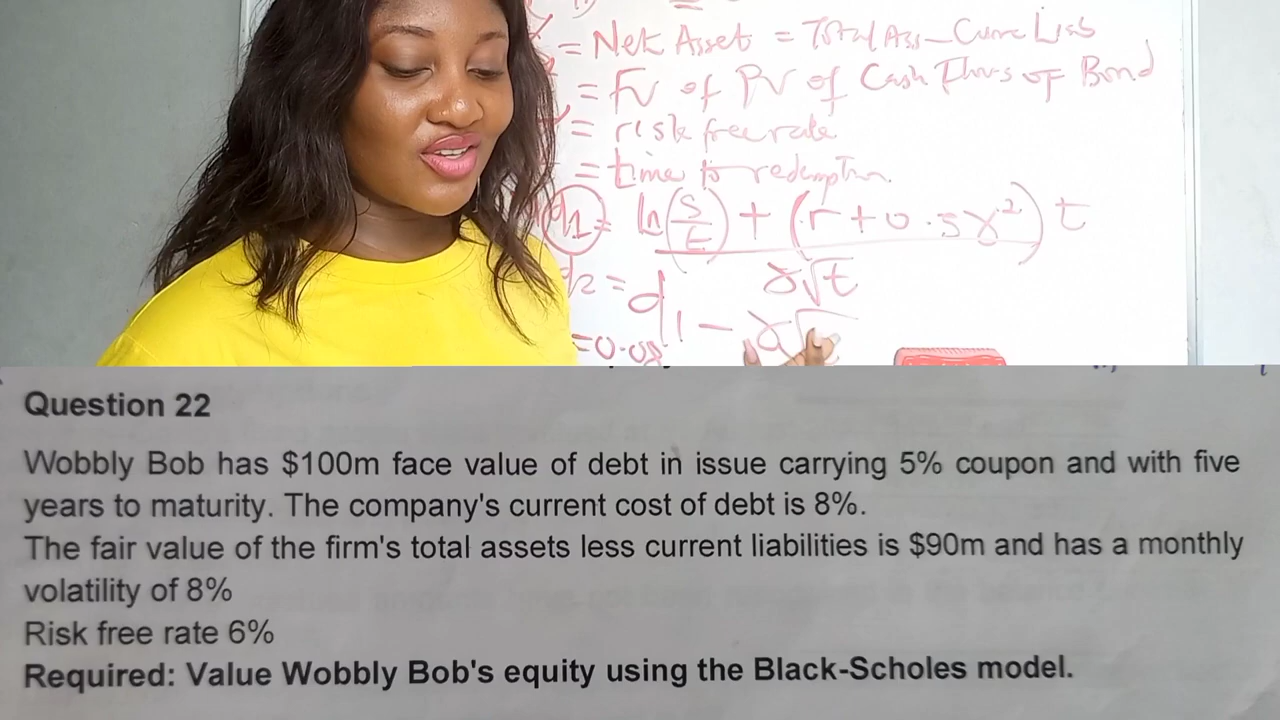 = Net Asset = Total Ass - Curre Liab
= FV of PV of Cash Flows of Bond
= risk free rate
= time to redemption.
d1 = ln(S/E) + (r + 0.5γ²) t
γ√t
d2 = d1 - γ√
=0.08
Question 22
Wobbly Bob has $100m face value of debt in issue carrying 5% coupon and with five
years to maturity. The company's current cost of debt is 8%.
The fair value of the firm's total assets less current liabilities is $90m and has a monthly
volatility of 8%
Risk free rate 6%
Required: Value Wobbly Bob's equity using the Black-Scholes model.